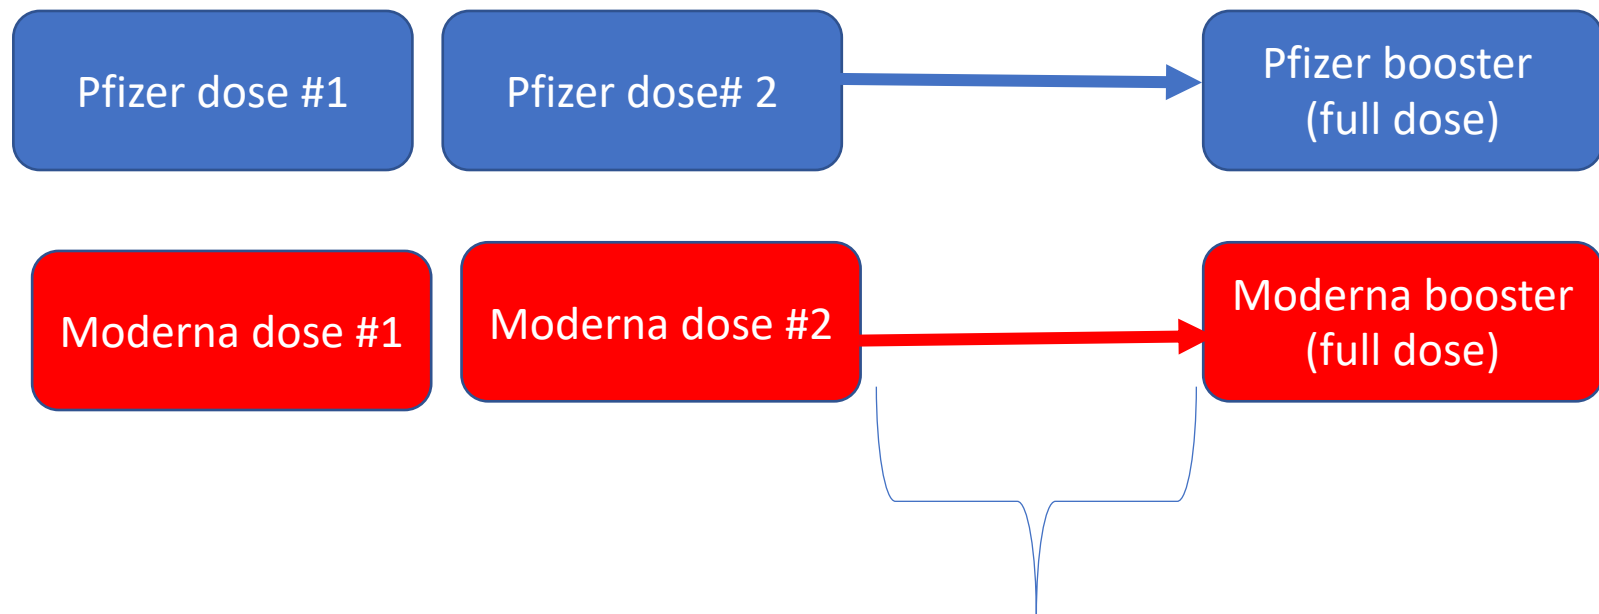 Pfizer dose #1
Pfizer dose# 2
Pfizer booster
(full dose)
Moderna dose #1
Moderna dose #2
Moderna booster
(full dose)